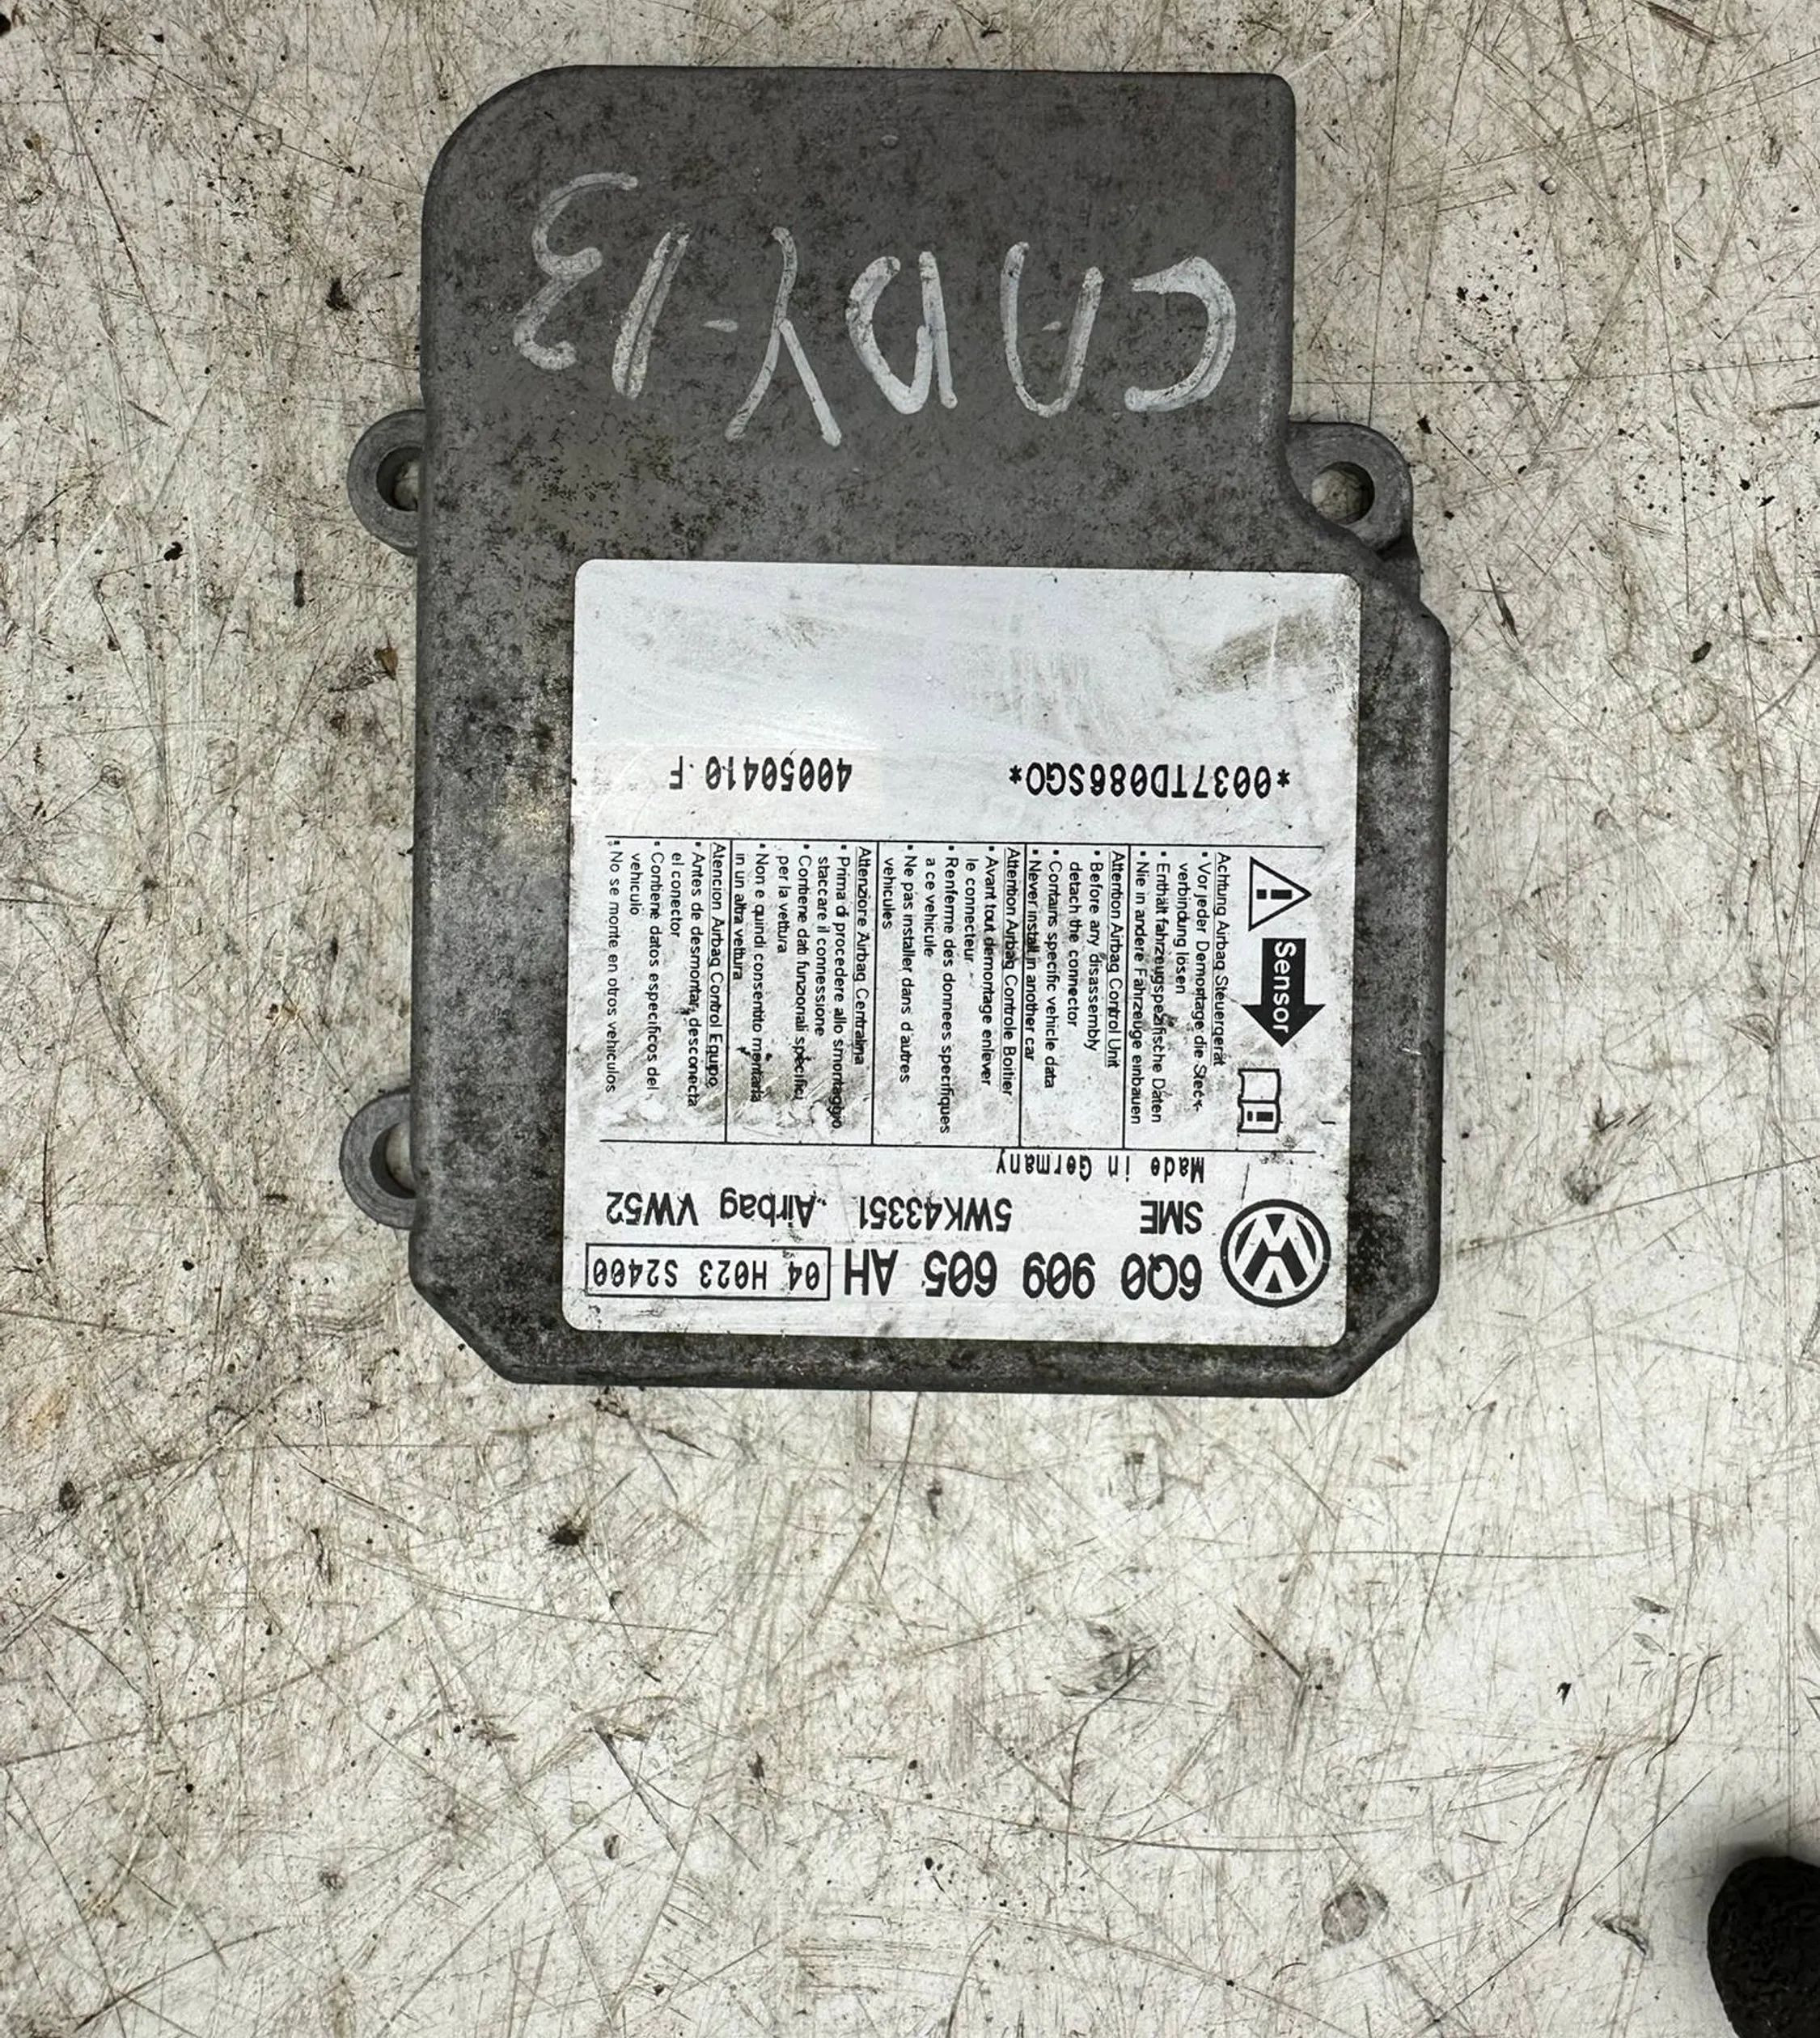 6Q0 909 605 AH 04 H023 S2400
SME 5WK43351 Airbag VW52
Made in Germany
Sensor
Achtung Airbag Steuergerät
• Vor jeder Demontage die Steck-
verbindung lösen
• Enthält fahrzeugspezifische Daten
• Nie in andere Fahrzeuge einbauen
Attention Airbag Control Unit
• Before any disassembly
detach the connector
• Contains specific vehicle data
• Never install in another car
Attention Airbag Controle Boitier
• Avant tout demontage enlever
le connecteur
• Renferme des donnees specifiques
a ce vehicule
• Ne pas installer dans d'autres
vehicules
Attenzione Airbag Centralina
• Prima di procedere allo smontaggio
staccare il connessione
• Contiene dati funzionali specifici
per la vettura
• Non e quindi consentito mentarla
in un altra vettura
Atencion Airbag Control Equipo
• Antes de desmontar, desconecta
el conector
• Contiene datos especificos del
vehiculo
• No se monte en otros vehiculos
*0037TD086SGO* 40050410 F
CADY-13